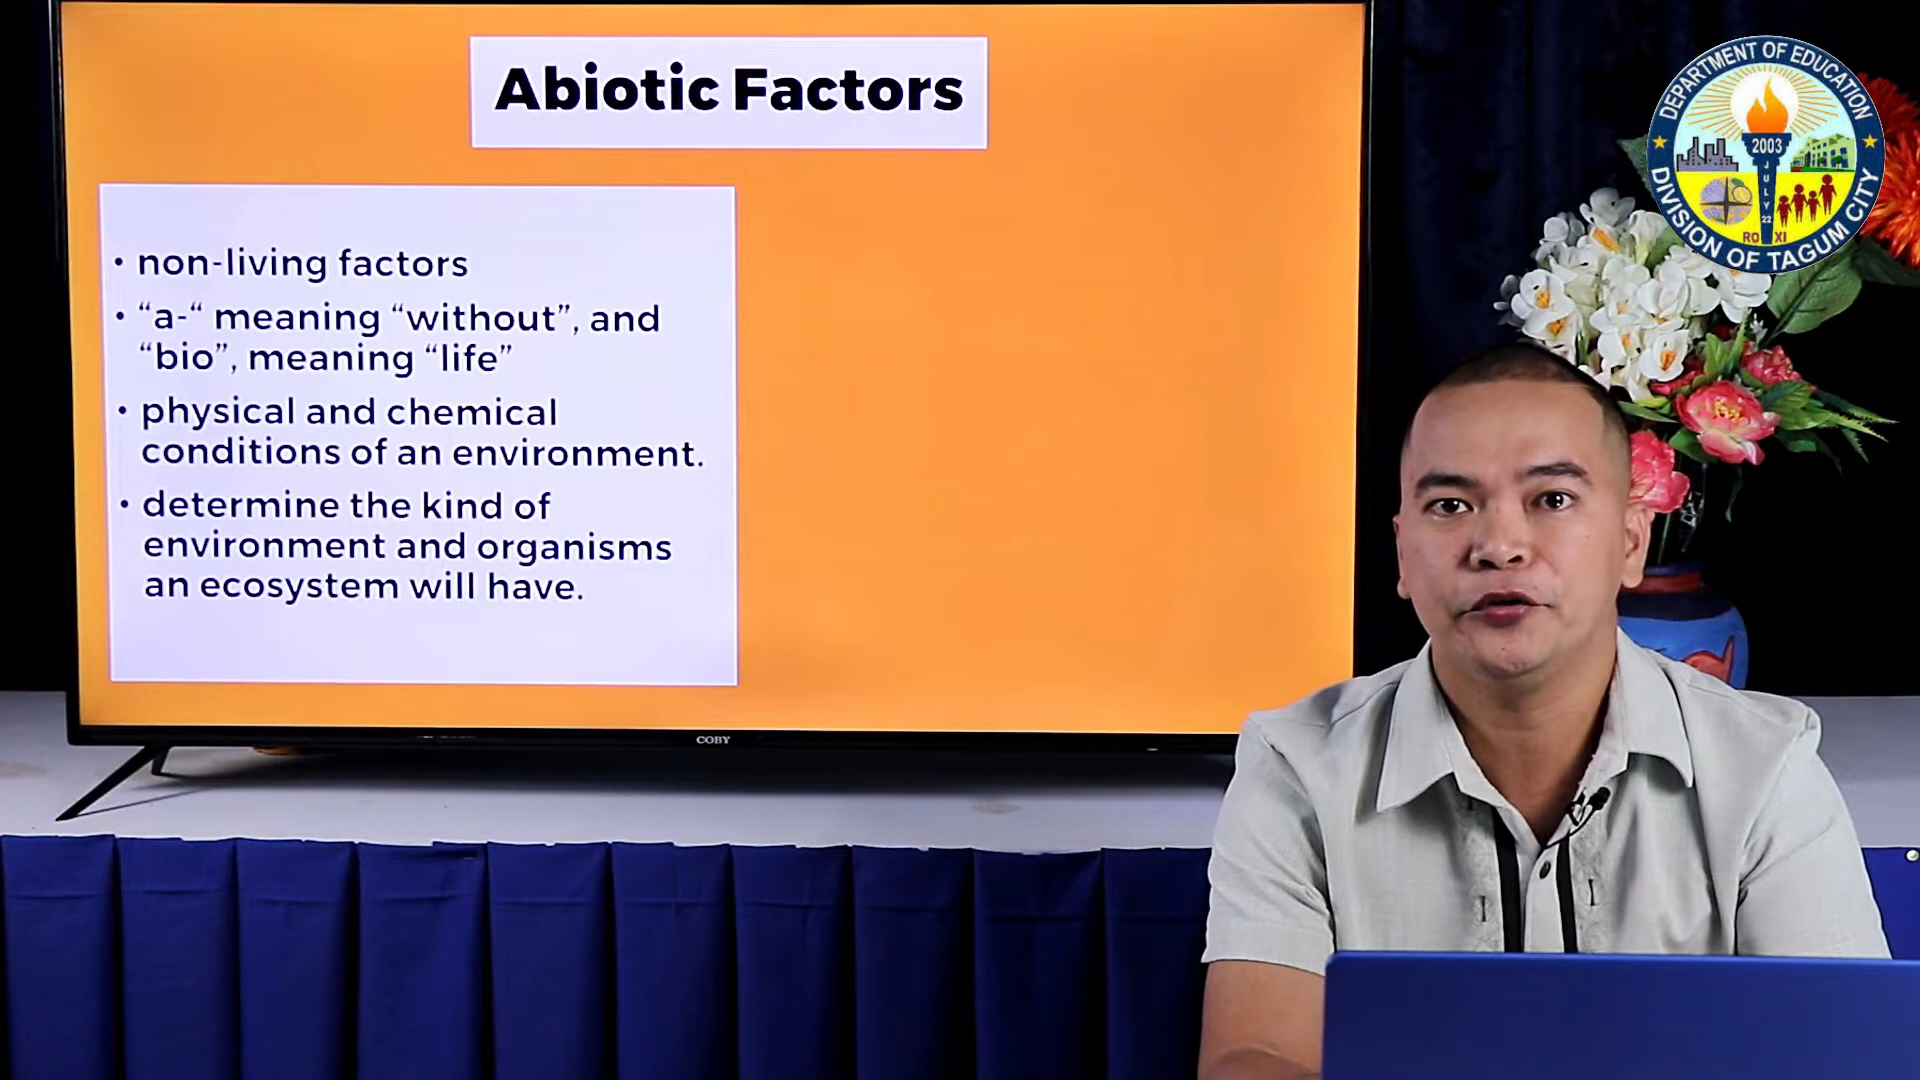 Abiotic Factors
• non-living factors
• “a-“ meaning “without”, and
“bio”, meaning “life”
• physical and chemical
conditions of an environment.
• determine the kind of
environment and organisms
an ecosystem will have.
COBY
DEPARTMENT OF EDUCATION
2003
JULY
22
RO XI
DIVISION OF TAGUM CITY